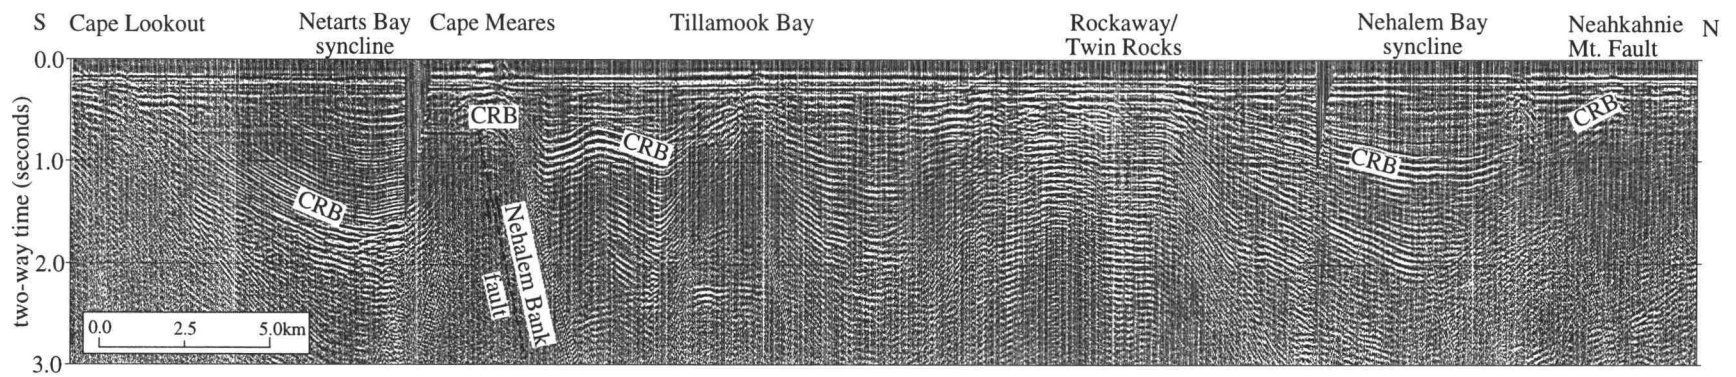 S Cape Lookout Netarts Bay Cape Meares Tillamook Bay Rockaway/ Nehalem Bay Neahkahnie N
syncline Twin Rocks syncline Mt. Fault
0.0
CRB
CRB
CRB
1.0
CRB
CRB
Nehalem Bank
fault
2.0
0.0 2.5 5.0km
3.0
two-way time (seconds)